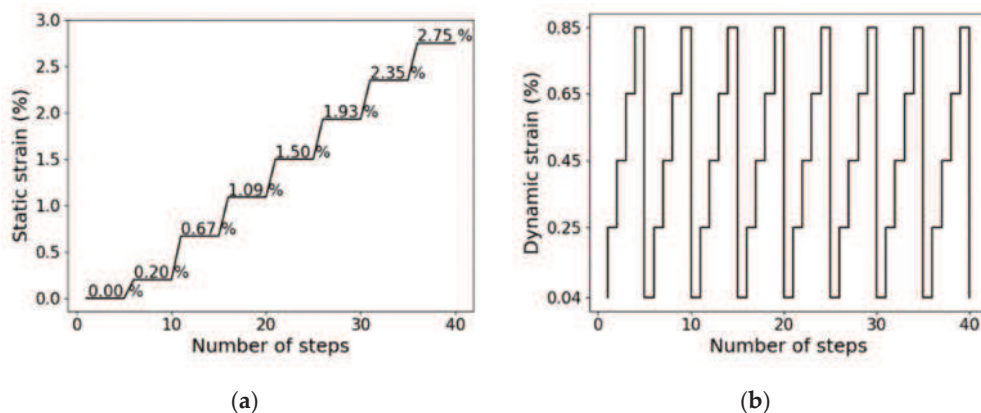 3.0
2.5
2.0
1.5
1.0
0.5
0.0
Static strain (%)
0.00 %
0.20 %
0.67 %
1.09 %
1.50 %
1.93 %
2.35 %
2.75 %
0 10 20 30 40
Number of steps
(a)
0.85
0.65
0.45
0.25
0.04
Dynamic strain (%)
0 10 20 30 40
Number of steps
(b)